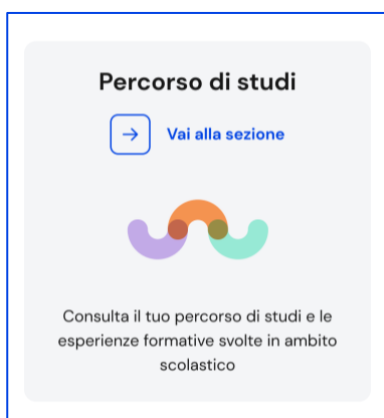 Percorso di studi
Vai alla sezione
Consulta il tuo percorso di studi e le
esperienze formative svolte in ambito
scolastico